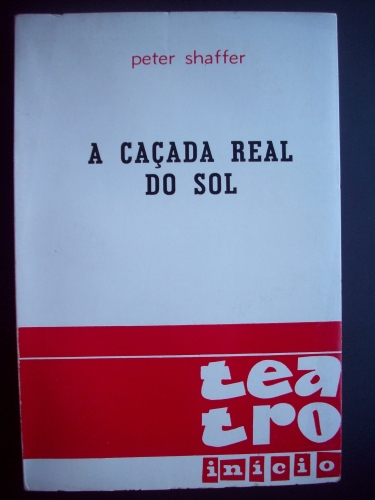 peter shaffer
A CAÇADA REAL
DO SOL
tea
tro
início